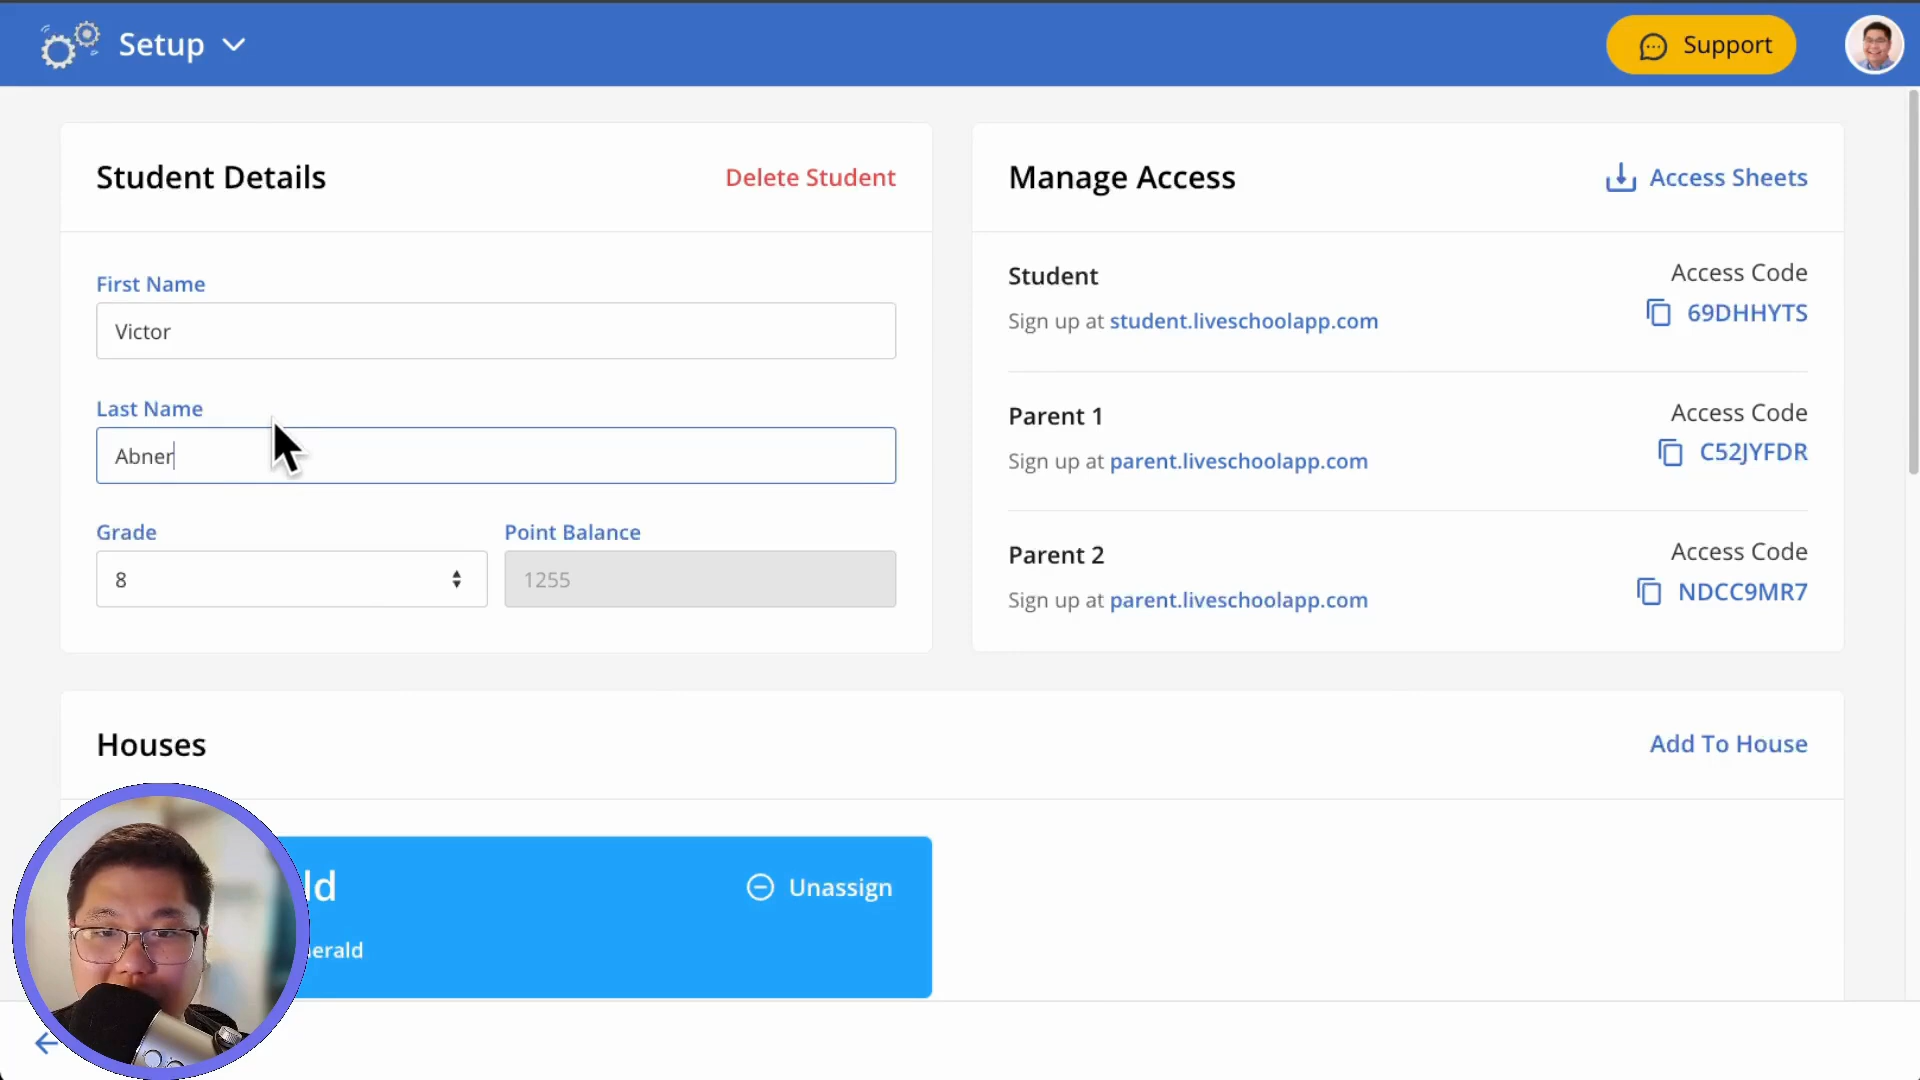 Setup
Support
Student Details
Delete Student
First Name
Victor
Last Name
Abner
Grade
Point Balance
8
1255
Manage Access
Access Sheets
Student
Access Code
Sign up at student.liveschoolapp.com
69DHHYTS
Parent 1
Access Code
Sign up at parent.liveschoolapp.com
C52JYFDR
Parent 2
Access Code
Sign up at parent.liveschoolapp.com
NDCC9MR7
Houses
Add To House
ld
Unassign
erald